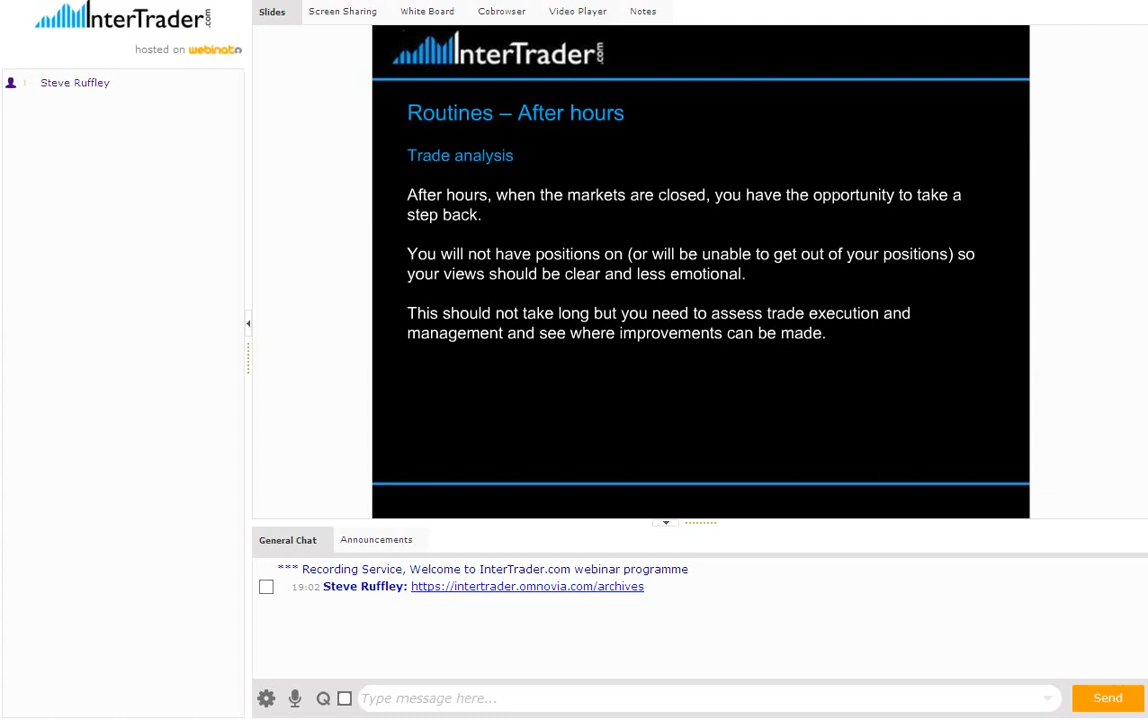 InterTrader.com
hosted on webinato
Steve Ruffley
Slides Screen Sharing White Board Cobrowser Video Player Notes
InterTrader.com
Routines – After hours
Trade analysis
After hours, when the markets are closed, you have the opportunity to take a
step back.
You will not have positions on (or will be unable to get out of your positions) so
your views should be clear and less emotional.
This should not take long but you need to assess trade execution and
management and see where improvements can be made.
General Chat Announcements
*** Recording Service, Welcome to InterTrader.com webinar programme
19:02 Steve Ruffley: https://intertrader.omnovia.com/archives
Q Type message here... Send